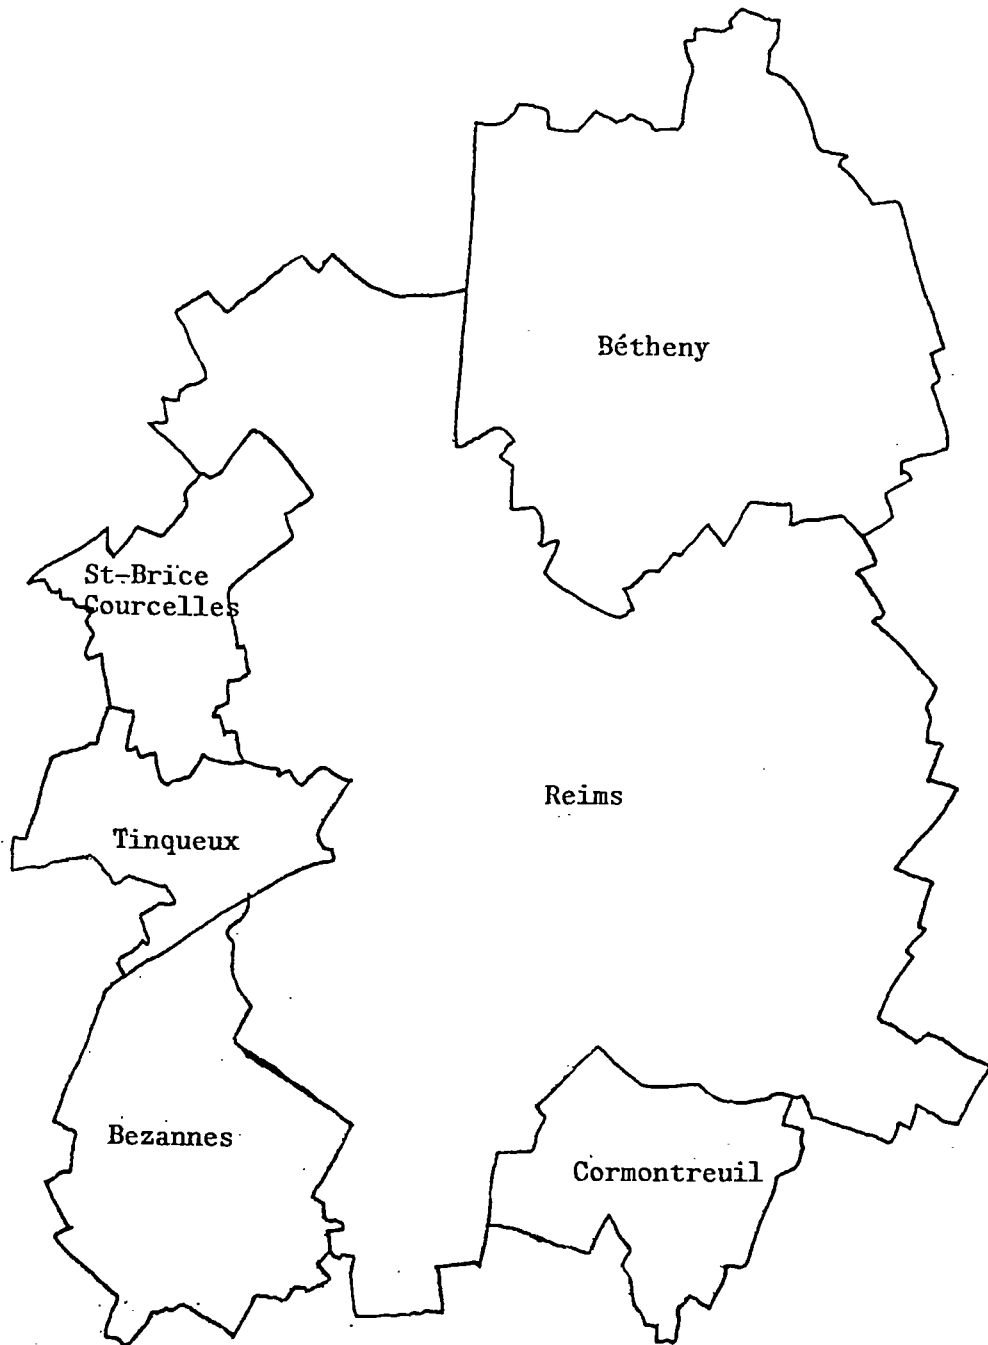 Bétheny
St-Brice
Courcelles
Reims
Tinqueux
Bezannes
Cormontreuil